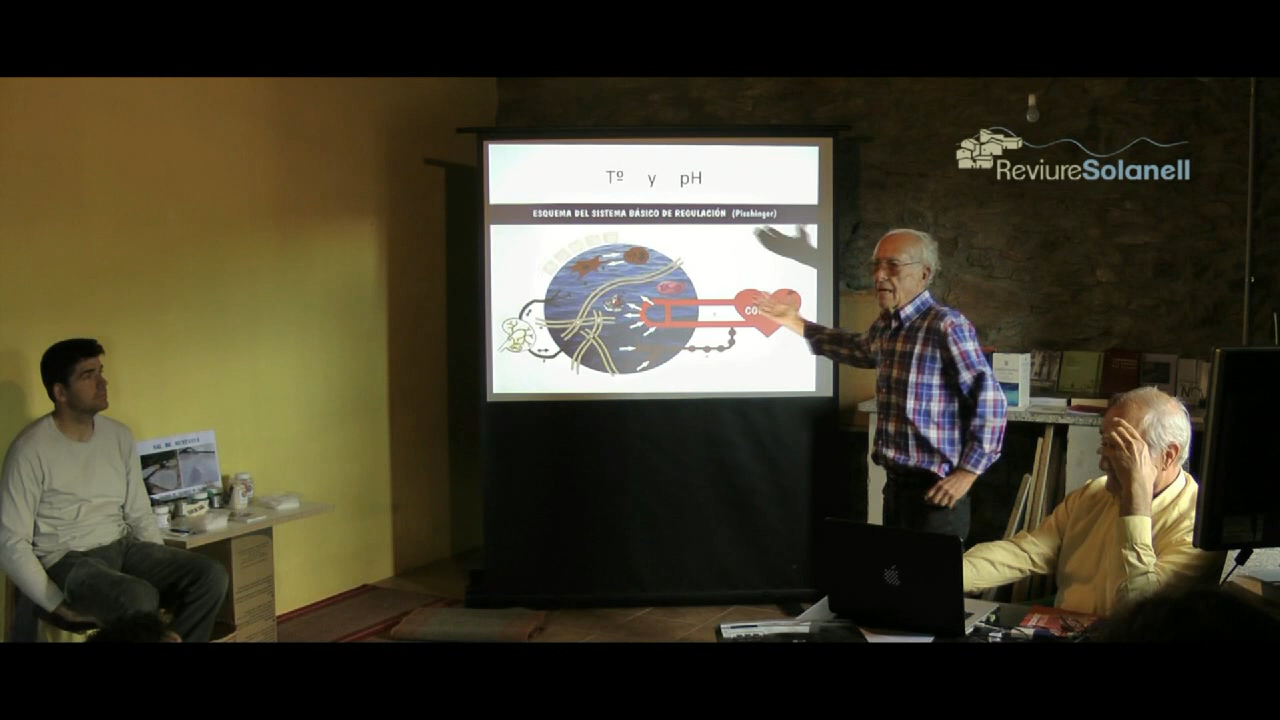 Tº y pH
ESQUEMA DEL SISTEMA BÁSICO DE REGULACIÓN (Pischinger)
ReviureSolanell